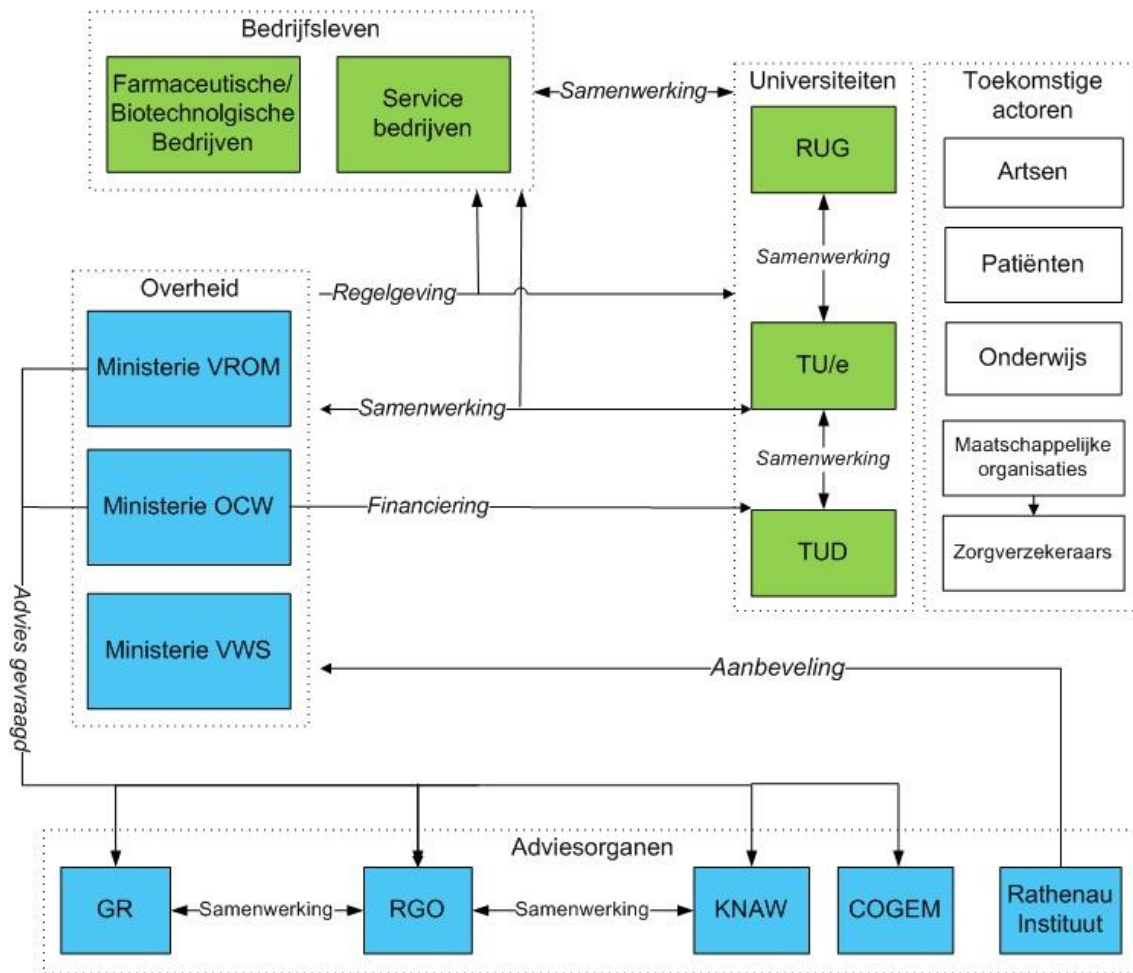 Bedrijfsleven
Farmaceutische/
Biotechnolgische
Bedrijven
Service
bedrijven
Samenwerking
Universiteiten
RUG
Samenwerking
TU/e
Samenwerking
TUD
Toekomstige
actoren
Artsen
Patiënten
Onderwijs
Maatschappelijke
organisaties
Zorgverzekeraars
Overheid
Ministerie VROM
Ministerie OCW
Ministerie VWS
Regelgeving
Samenwerking
Financiering
Aanbeveling
Advies gevraagd
Adviesorganen
GR
Samenwerking
RGO
Samenwerking
KNAW
COGEM
Rathenau
Instituut